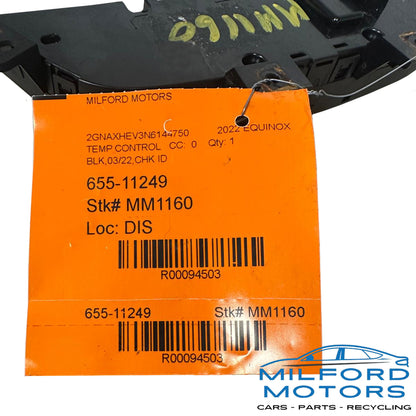 MM1160
MILFORD MOTORS
2GNAXHEV3N6144750 2022 EQUINOX
TEMP CONTROL CC: 0 Qty: 1
BLK,03/22,CHK ID
655-11249
Stk# MM1160
Loc: DIS
R00094503
655-11249 Stk# MM1160
R00094503
MILFORD
MOTORS
CARS - PARTS - RECYCLING